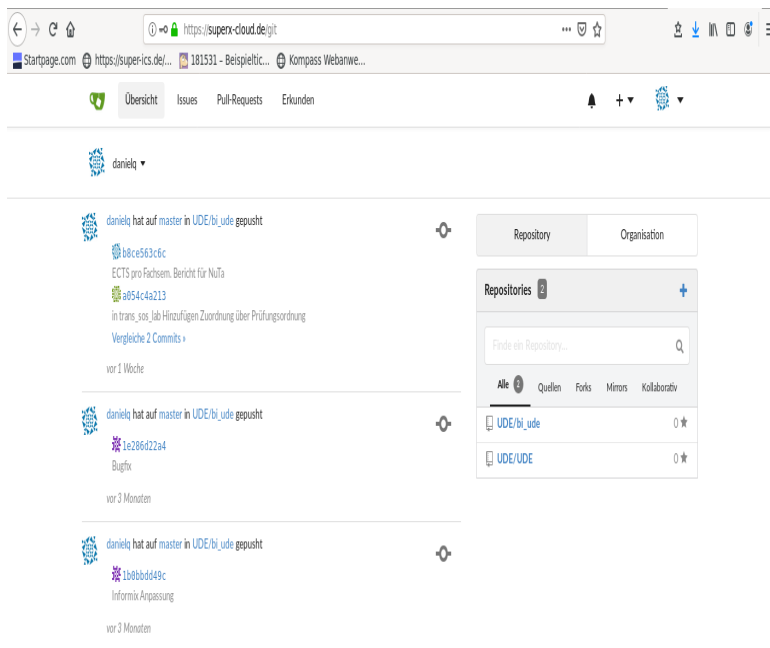 https://superx-cloud.de/git
Startpage.com https://super-ics.de/... 181531 – Beispieltic... Kompass Webanwe...
Übersicht Issues Pull-Requests Erkunden
danielq
danielq hat auf master in UDE/bi_ude gepusht
b8ce563c6c
ECTS pro Fachsem. Bericht für NuTa
a054c4a213
in trans_sos_lab Hinzufügen Zuordnung über Prüfungsordnung
Vergleiche 2 Commits »
vor 1 Woche
danielq hat auf master in UDE/bi_ude gepusht
1e286d22a4
Bugfix
vor 3 Monaten
danielq hat auf master in UDE/bi_ude gepusht
1b0bbdd49c
Informix Anpassung
vor 3 Monaten
Repository Organisation
Repositories 2
Finde ein Repository...
Alle 2 Quellen Forks Mirrors Kollaborativ
UDE/bi_ude 0
UDE/UDE 0